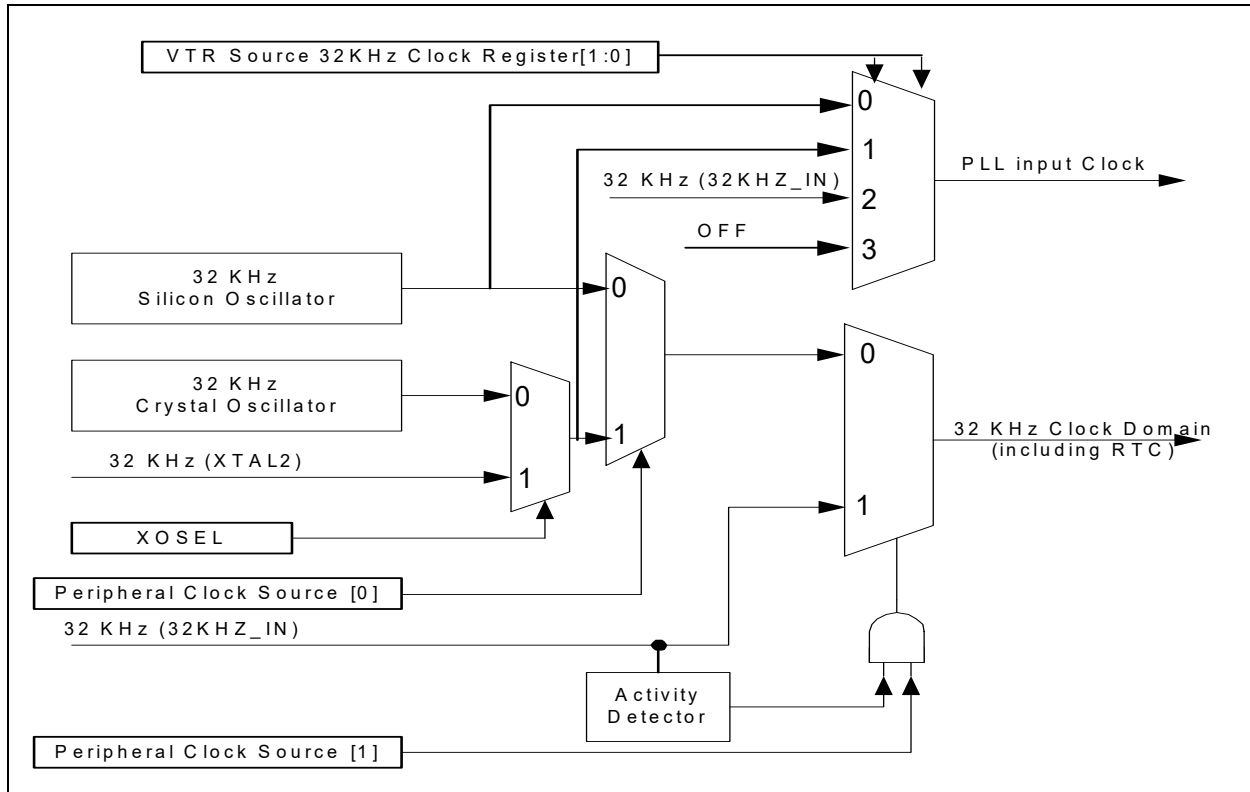 VTR Source 32KHz Clock Register[1:0]
0
1
32 KHz (32KHZ_IN)
2
OFF
3
PLL input Clock
32 KHz
Silicon Oscillator
0
1
32 KHz
Crystal Oscillator
0
32 KHz (XTAL2)
1
0
1
32 KHz Clock Domain
(including RTC)
XOSEL
Peripheral Clock Source [0]
32 KHz (32KHZ_IN)
Activity
Detector
Peripheral Clock Source [1]